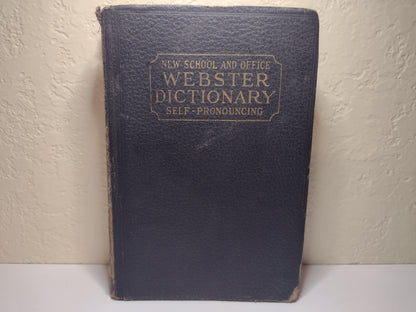 NEW SCHOOL AND OFFICE
WEBSTER
DICTIONARY
SELF-PRONOUNCING